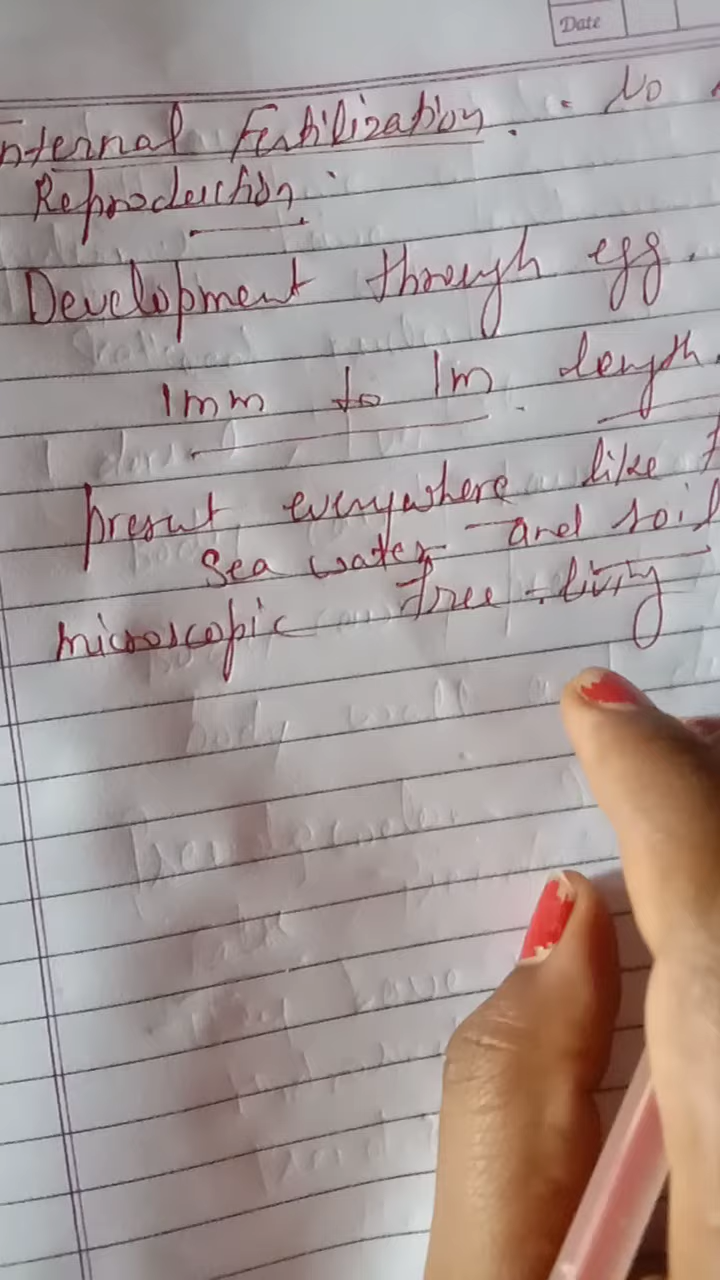 Date
nternal Fertilization. No
Reproduction.
Development through egg.
1mm to 1m. length
present everywhere like
Sea water and soil
microscopic free-living